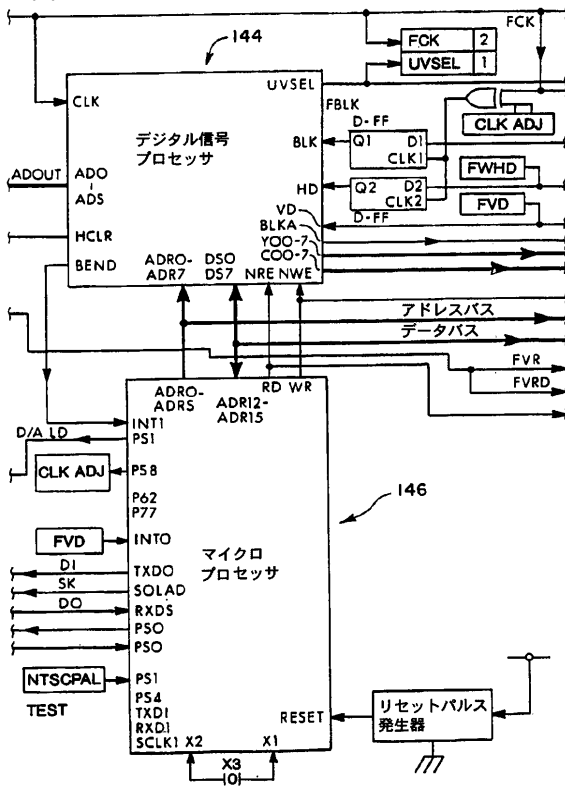 FCK
144
FCK 2
UVSEL 1
UVSEL
CLK
FBLK
CLK ADJ
D-FF
デジタル信号
プロセッサ
BLK
Q1 D1
CLK1
FWHD
ADOUT
ADO
ADS
HD
Q2 D2
CLK2
FVD
D-FF
VD
HCLR
BLKA
YOO-7
COO-7
BEND
ADRO-
ADR7
DSO
DS7
NRE NWE
アドレスバス
データバス
FVR
FVRD
ADRO-
ADRS
ADR12-
ADR15
RD WR
INT1
D/A LD
PS1
CLK ADJ
PS8
146
P62
P77
FVD
INTO
マイクロ
プロセッサ
DI
TXDO
SK
SOLAD
DO
RXDS
PSO
PSO
NTSCPAL
PS1
TEST
PS4
TXD1
RXD1
SCLK1 X2
X1
RESET
リセットパルス
発生器
X3